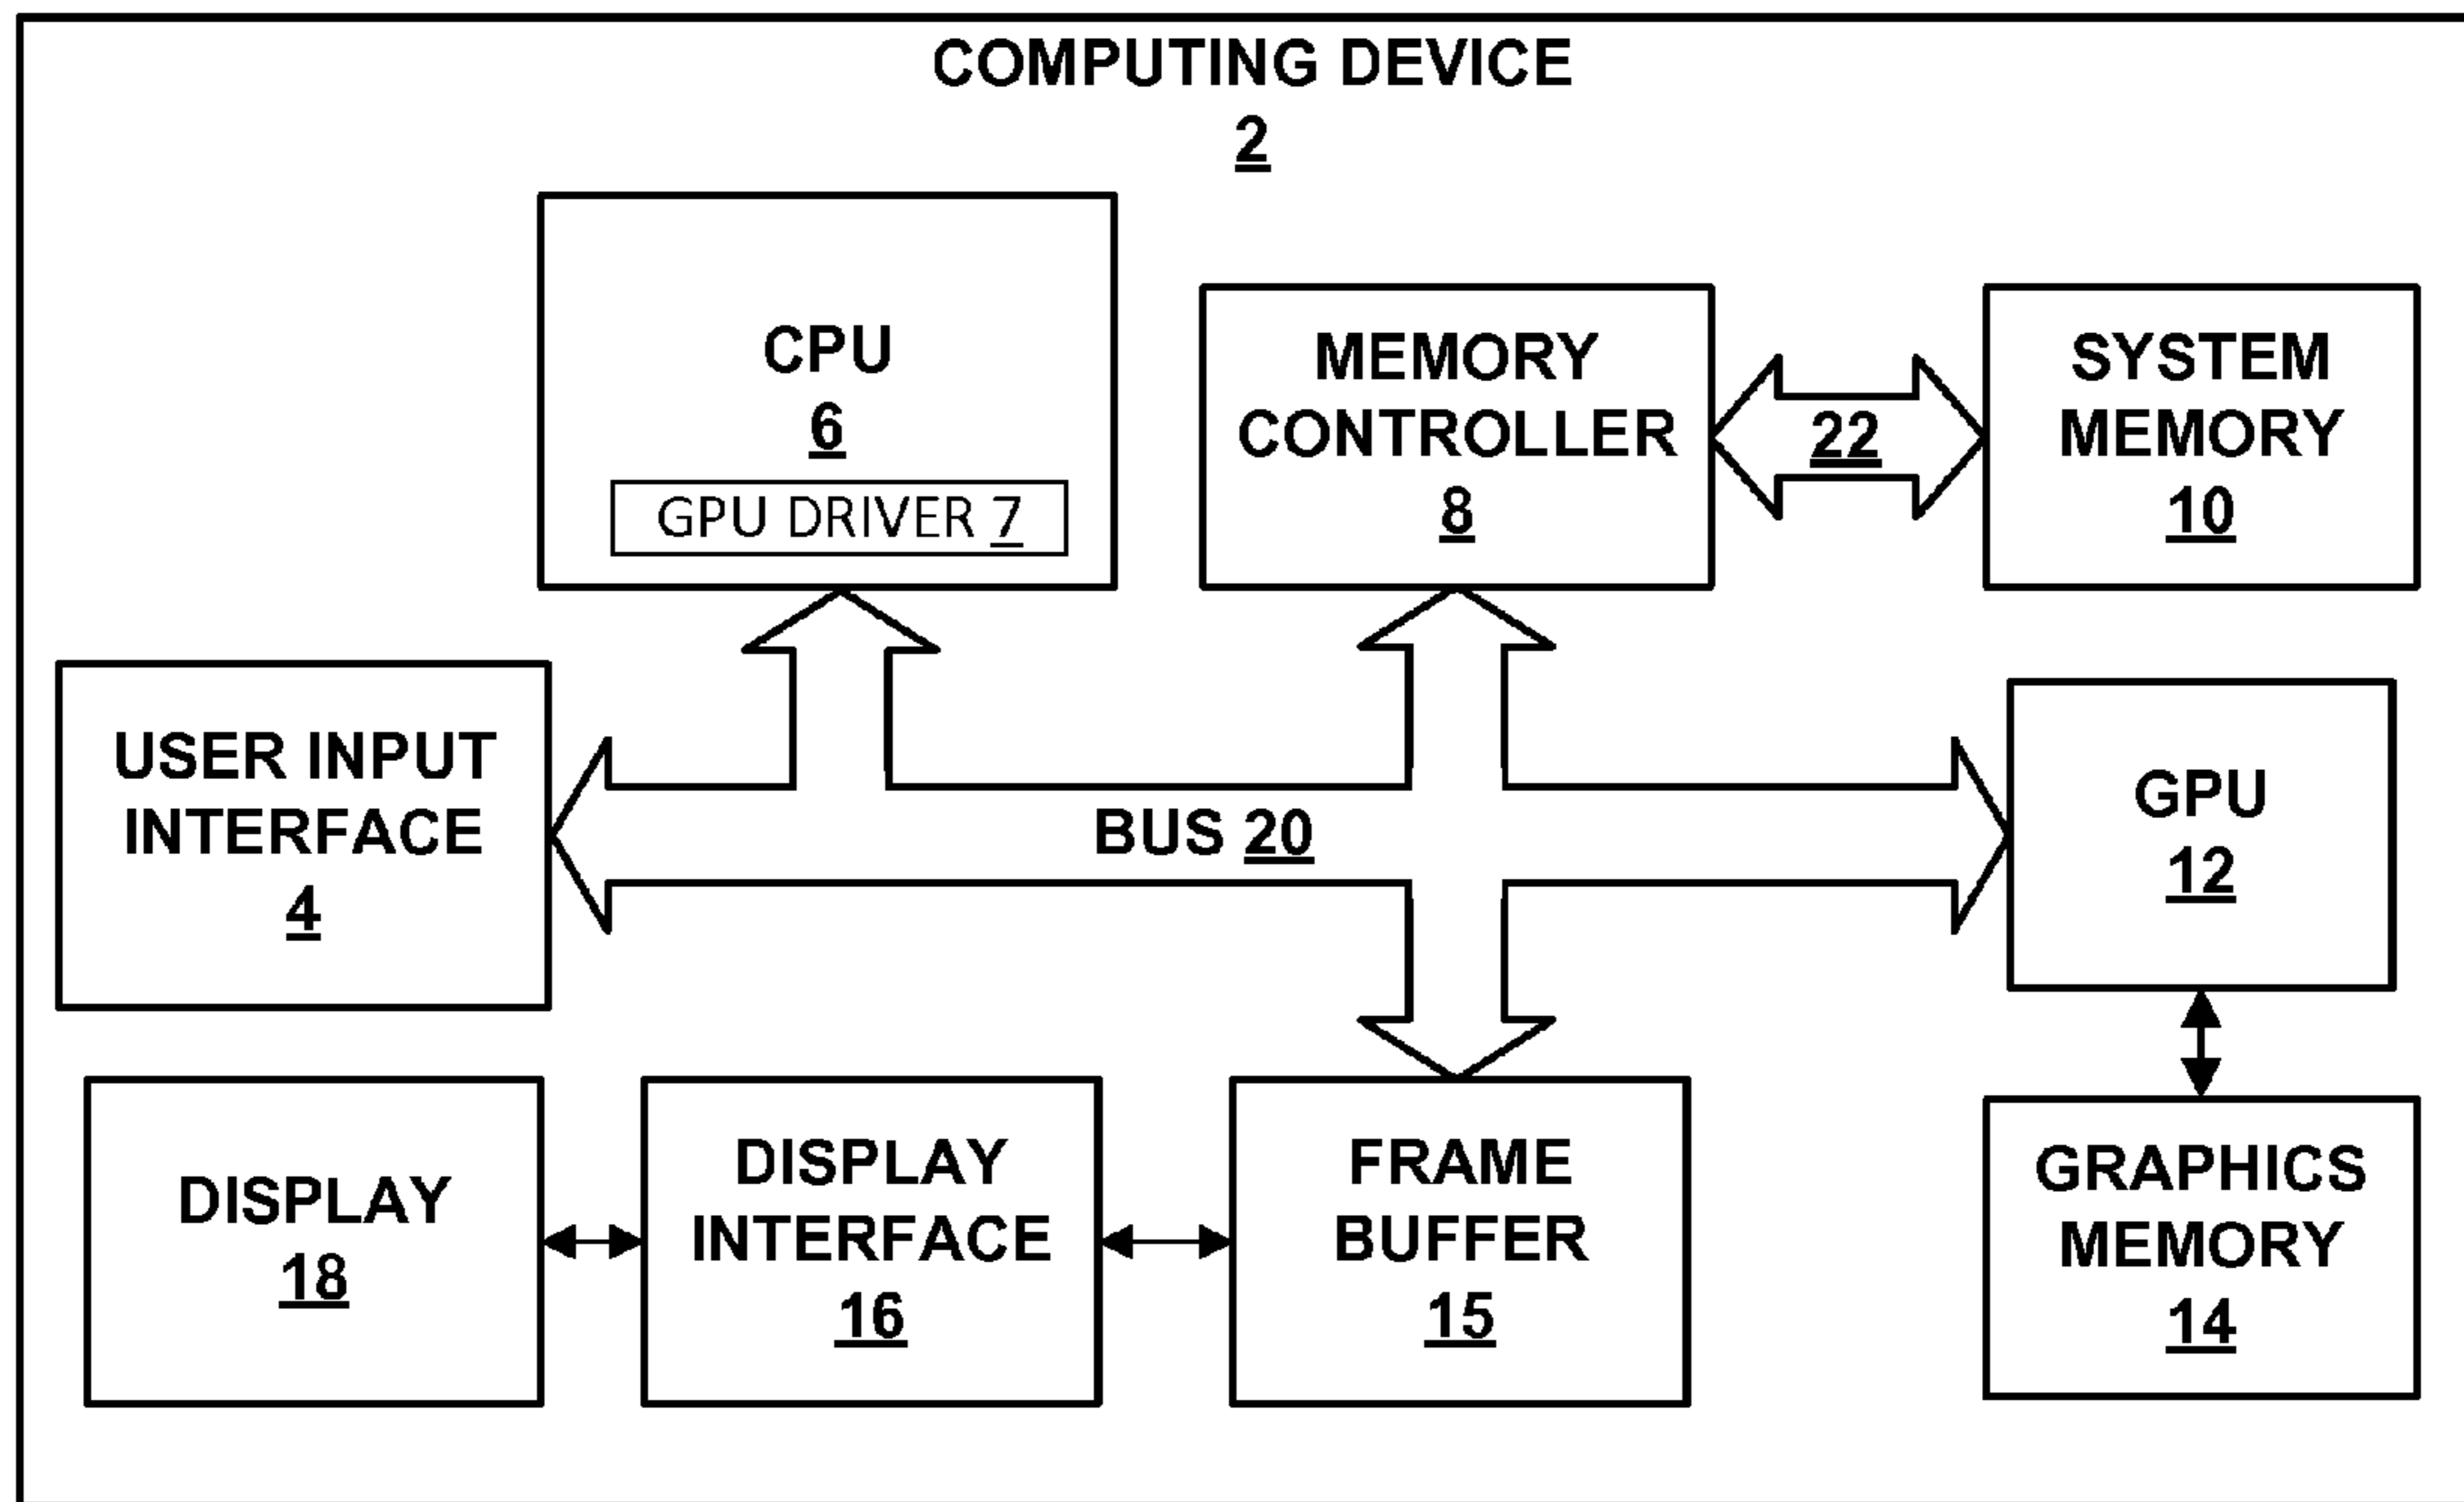 COMPUTING DEVICE
2
CPU
6
GPU DRIVER 7
MEMORY
CONTROLLER
8
22
SYSTEM
MEMORY
10
USER INPUT
INTERFACE
4
BUS 20
GPU
12
DISPLAY
18
DISPLAY
INTERFACE
16
FRAME
BUFFER
15
GRAPHICS
MEMORY
14